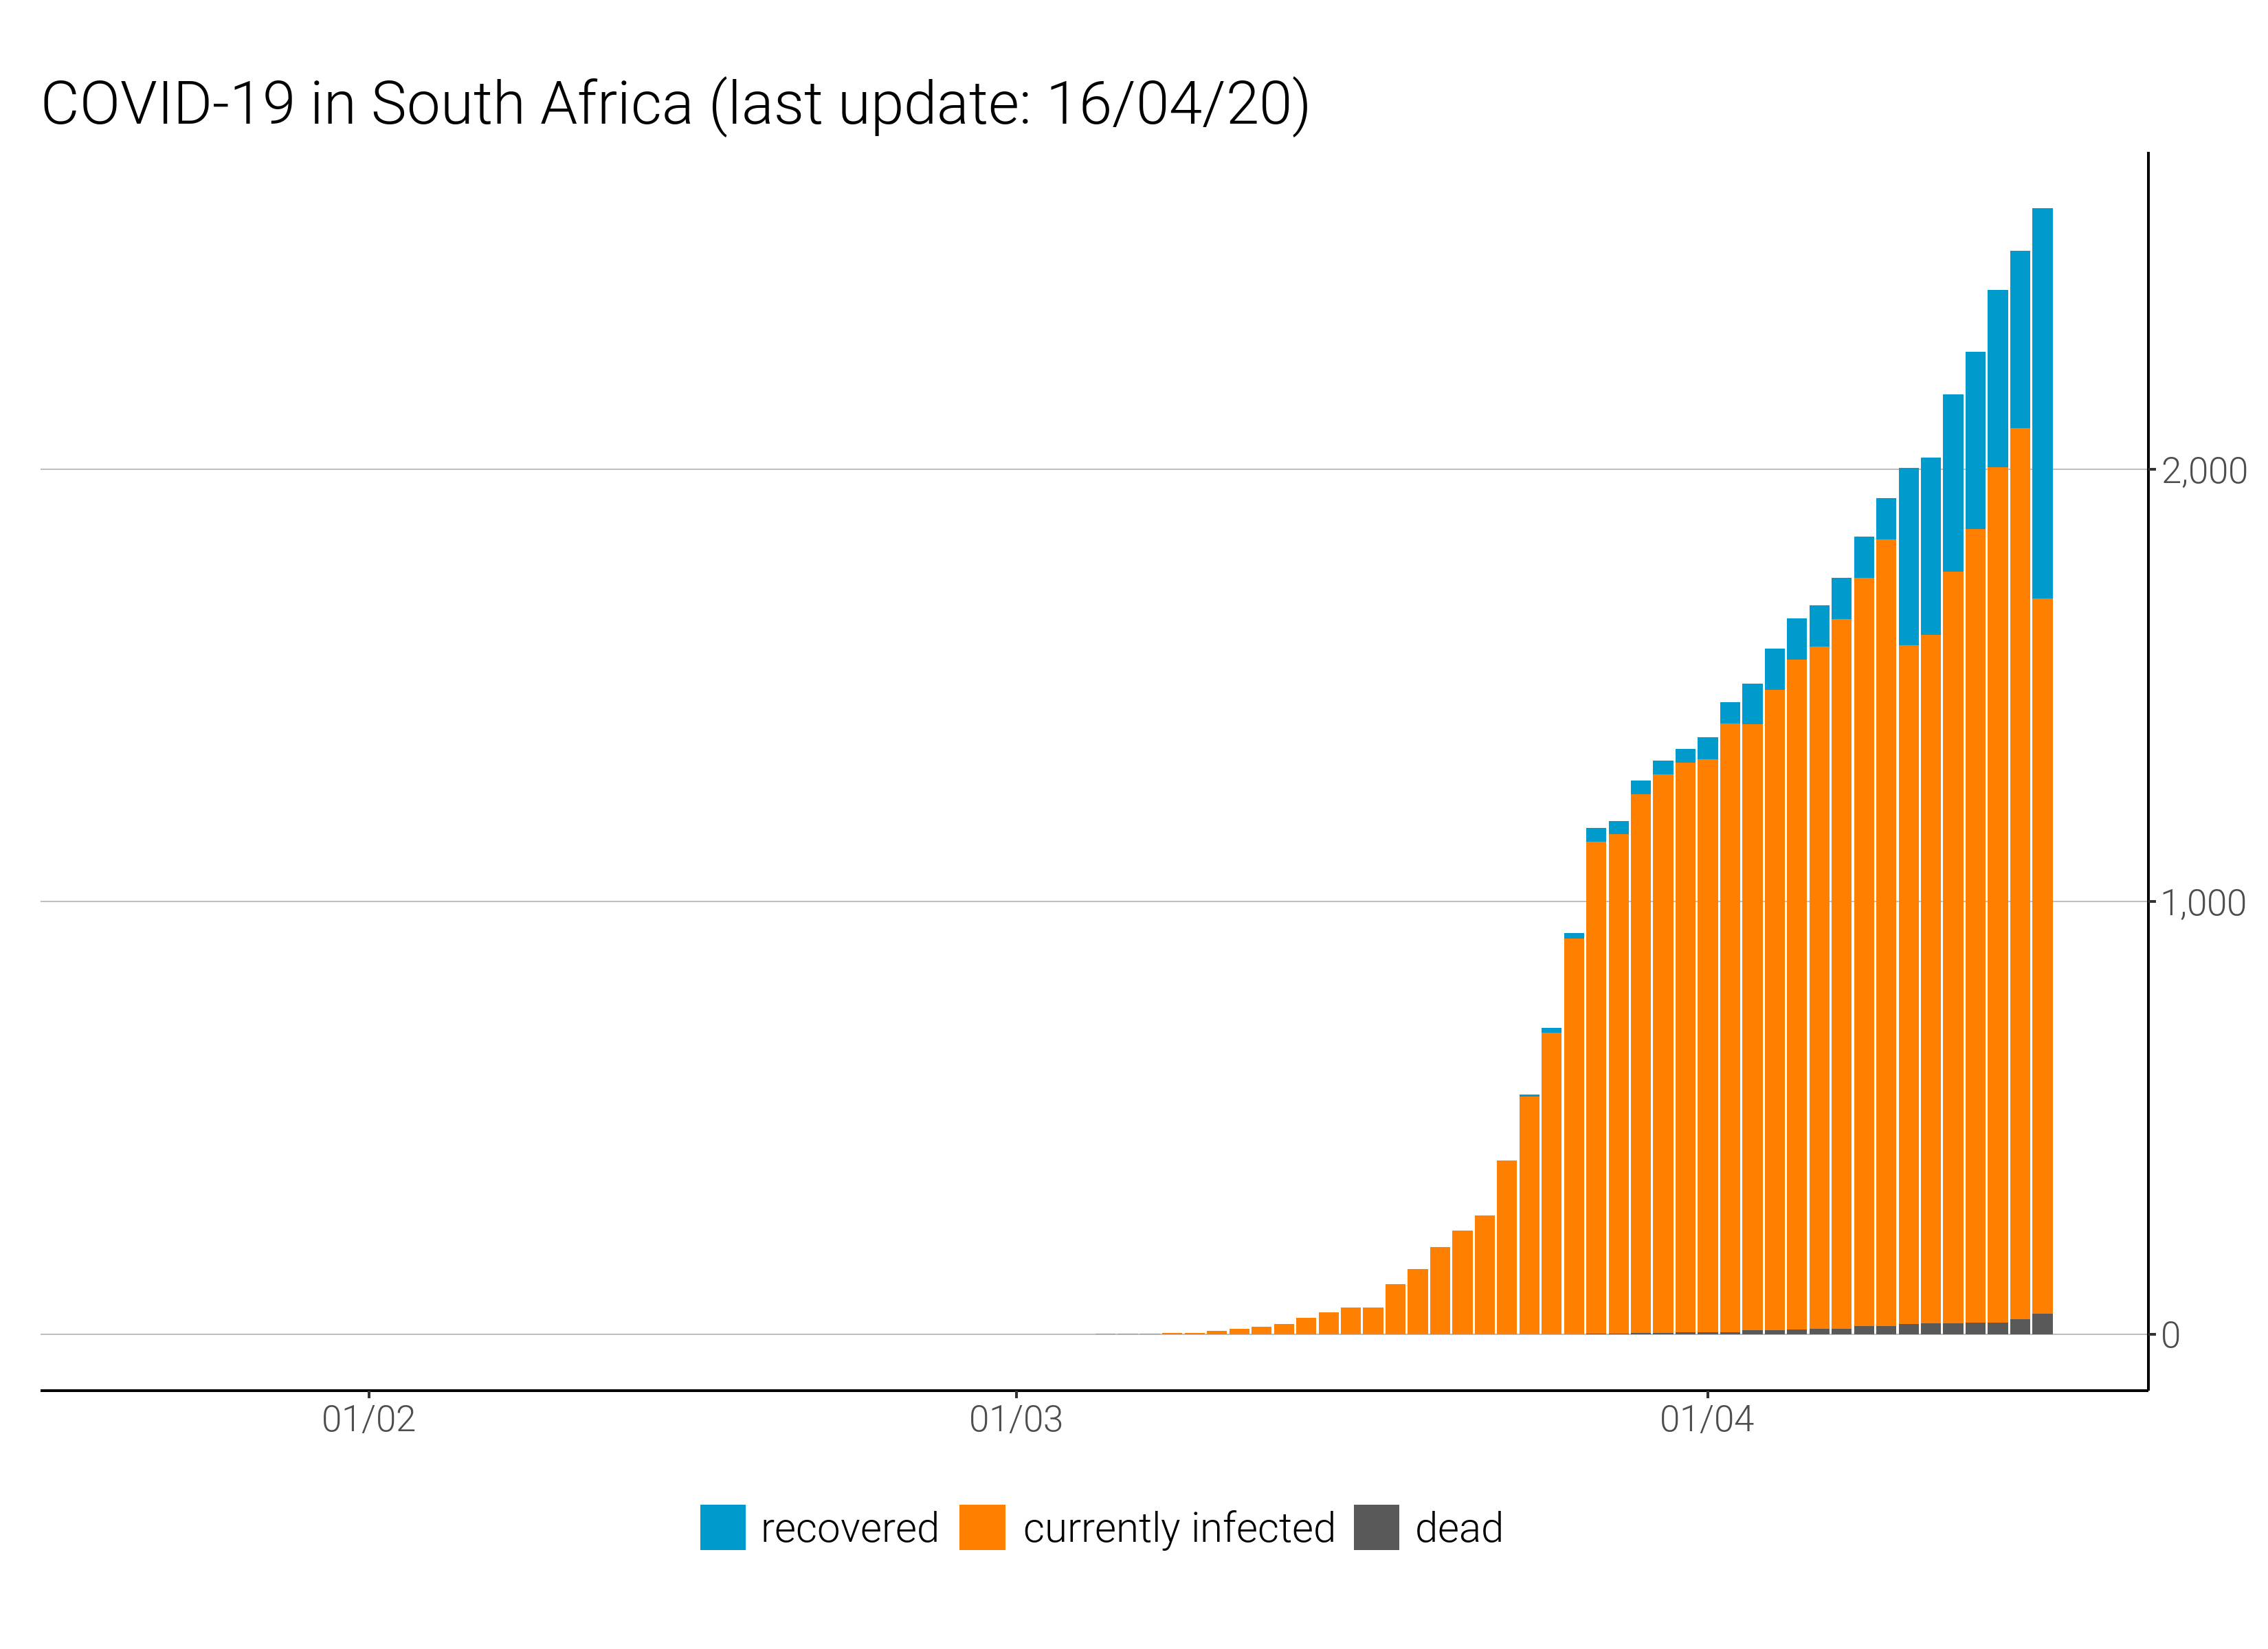 COVID-19 in South Africa (last update: 16/04/20)
2,000
1,000
0
01/02 01/03 01/04
recovered currently infected dead